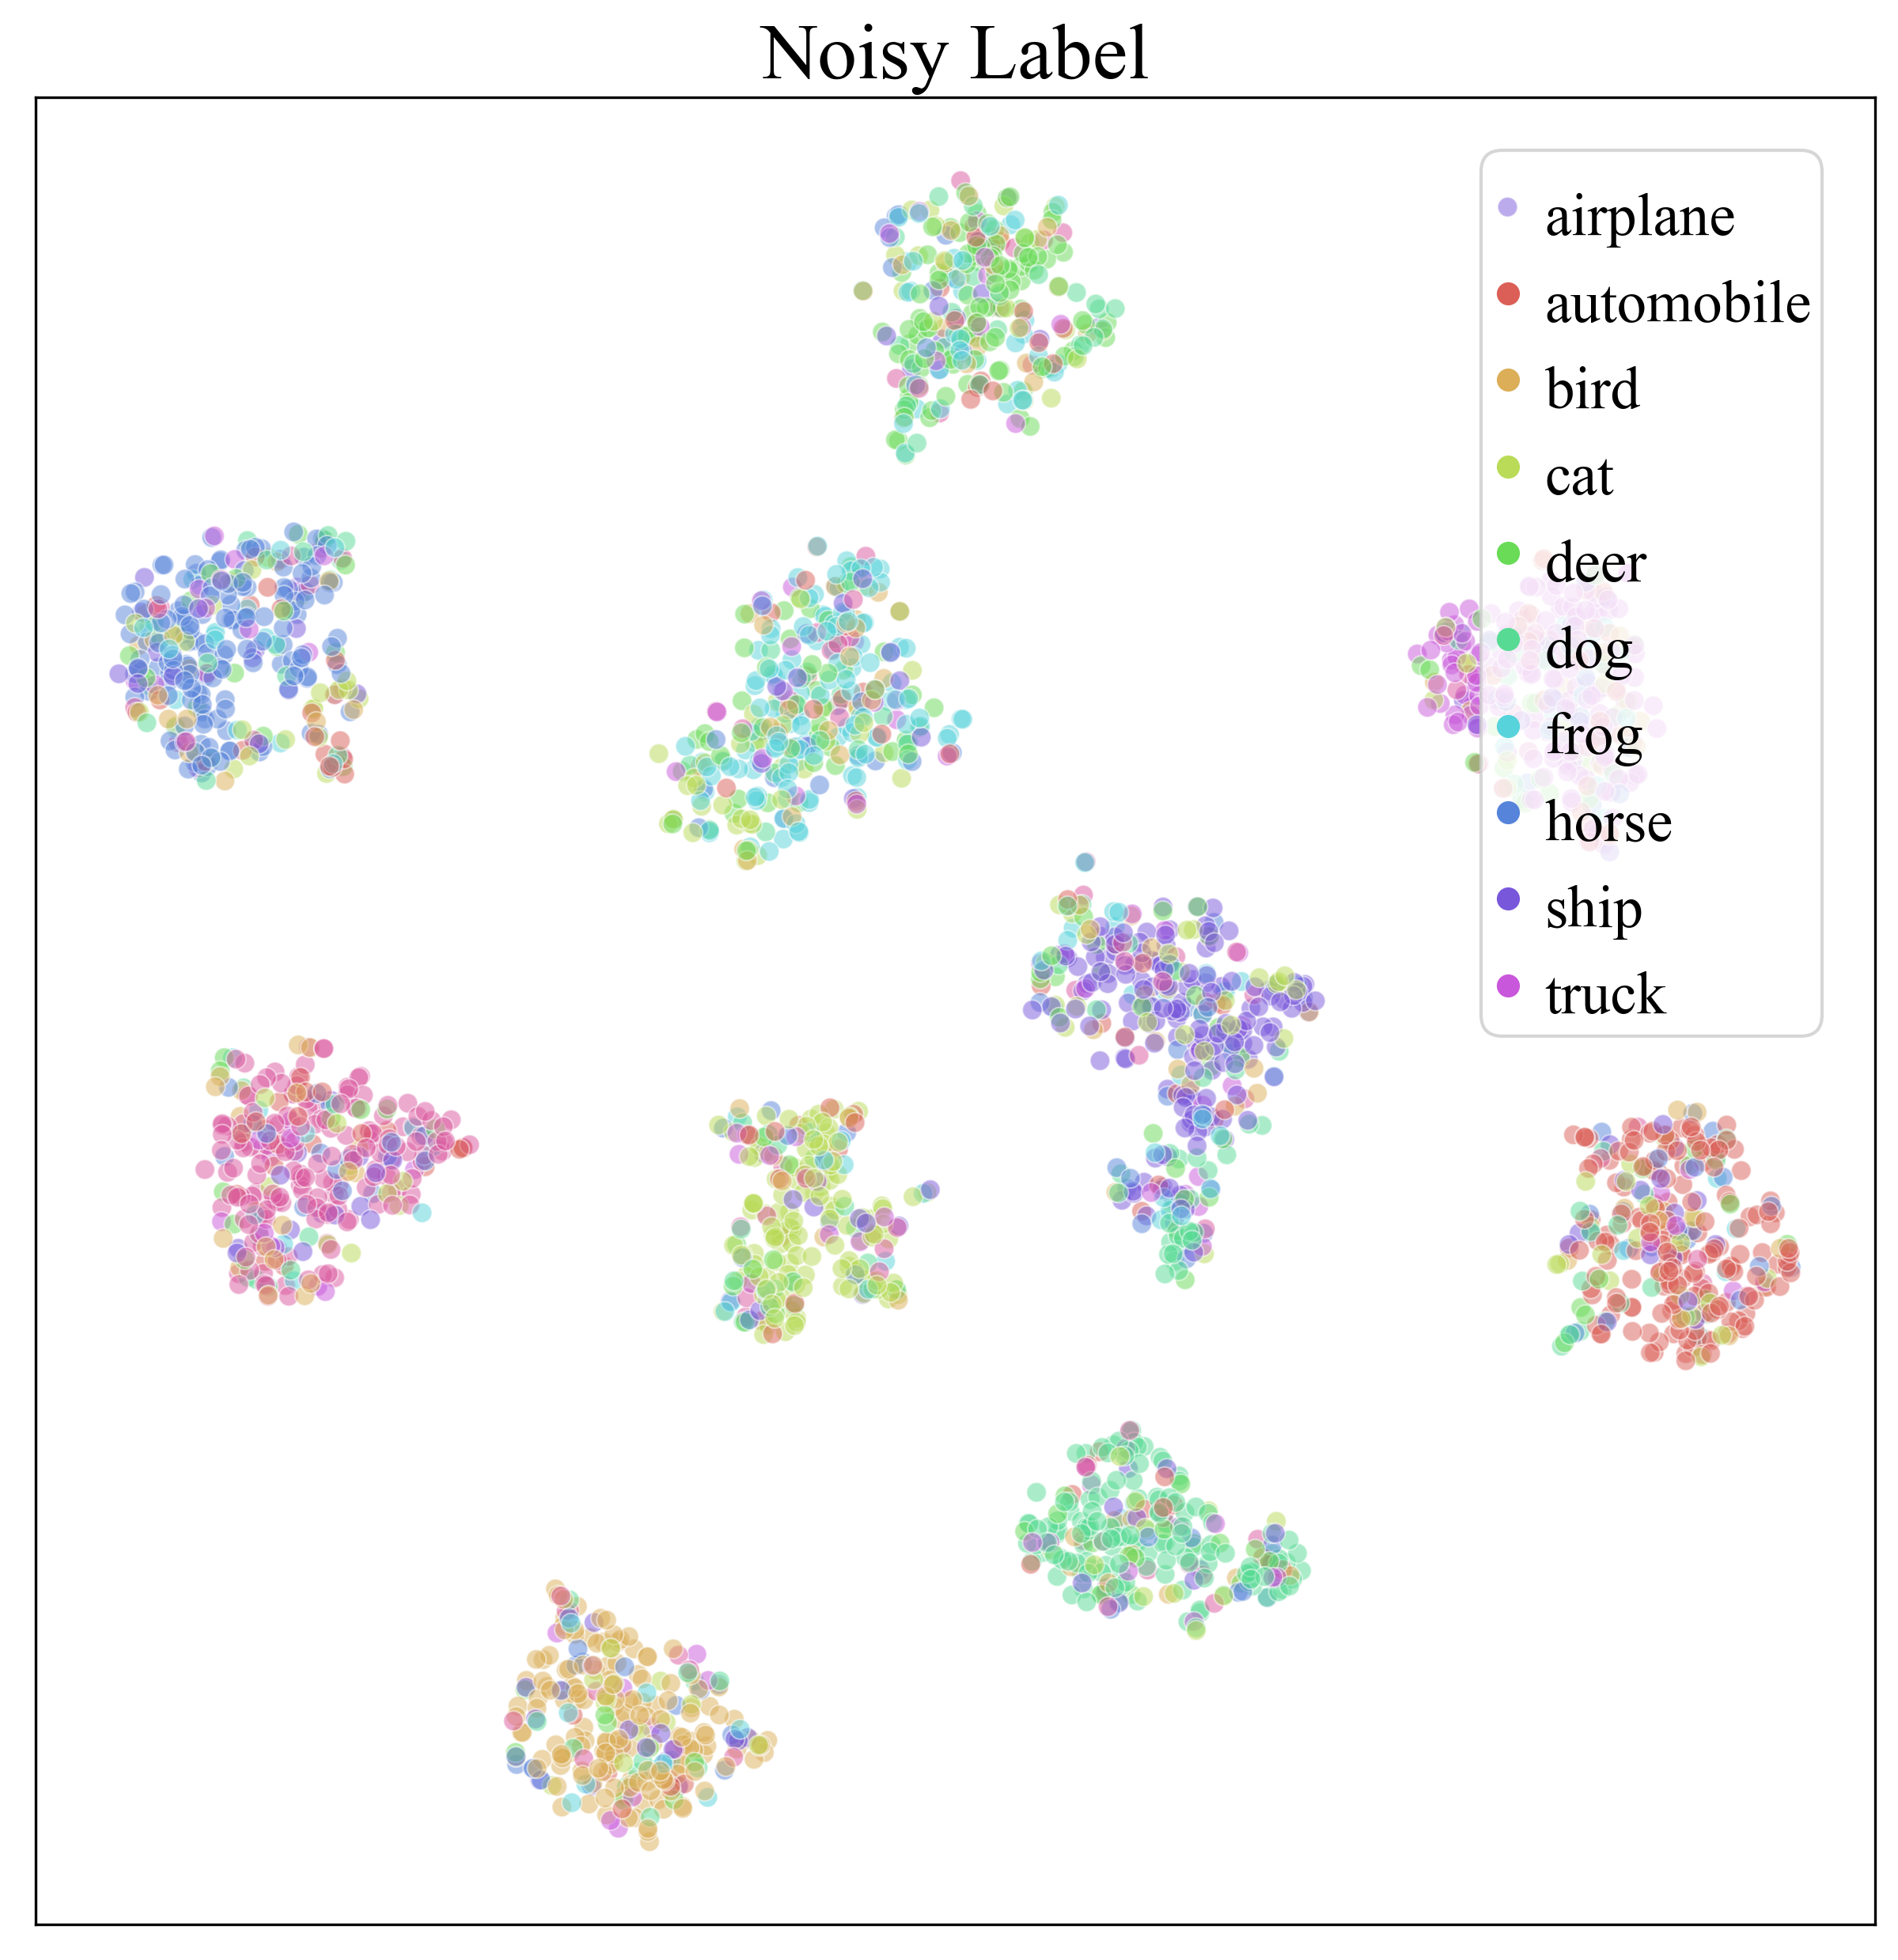 Noisy Label
airplane
automobile
bird
cat
deer
dog
frog
horse
ship
truck